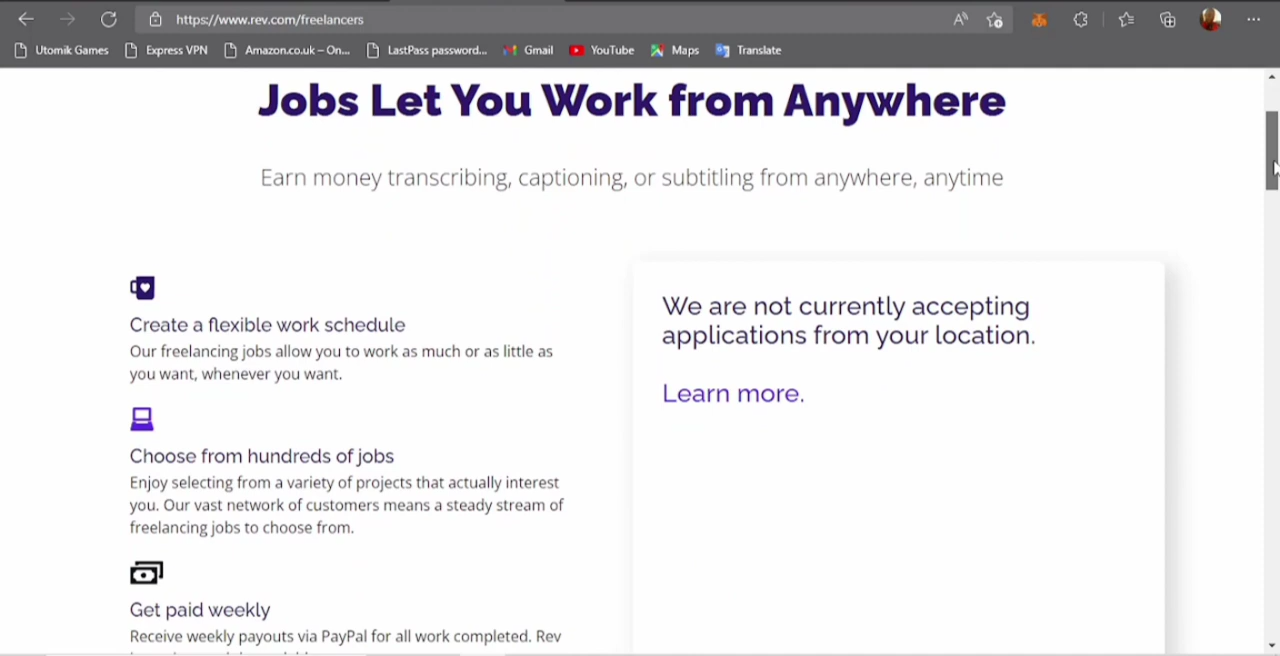 https://www.rev.com/freelancers
Utomik Games Express VPN Amazon.co.uk – On... LastPass password... Gmail YouTube Maps Translate
Jobs Let You Work from Anywhere
Earn money transcribing, captioning, or subtitling from anywhere, anytime
Create a flexible work schedule
Our freelancing jobs allow you to work as much or as little as
you want, whenever you want.
Choose from hundreds of jobs
Enjoy selecting from a variety of projects that actually interest
you. Our vast network of customers means a steady stream of
freelancing jobs to choose from.
Get paid weekly
Receive weekly payouts via PayPal for all work completed. Rev
We are not currently accepting
applications from your location.
Learn more.